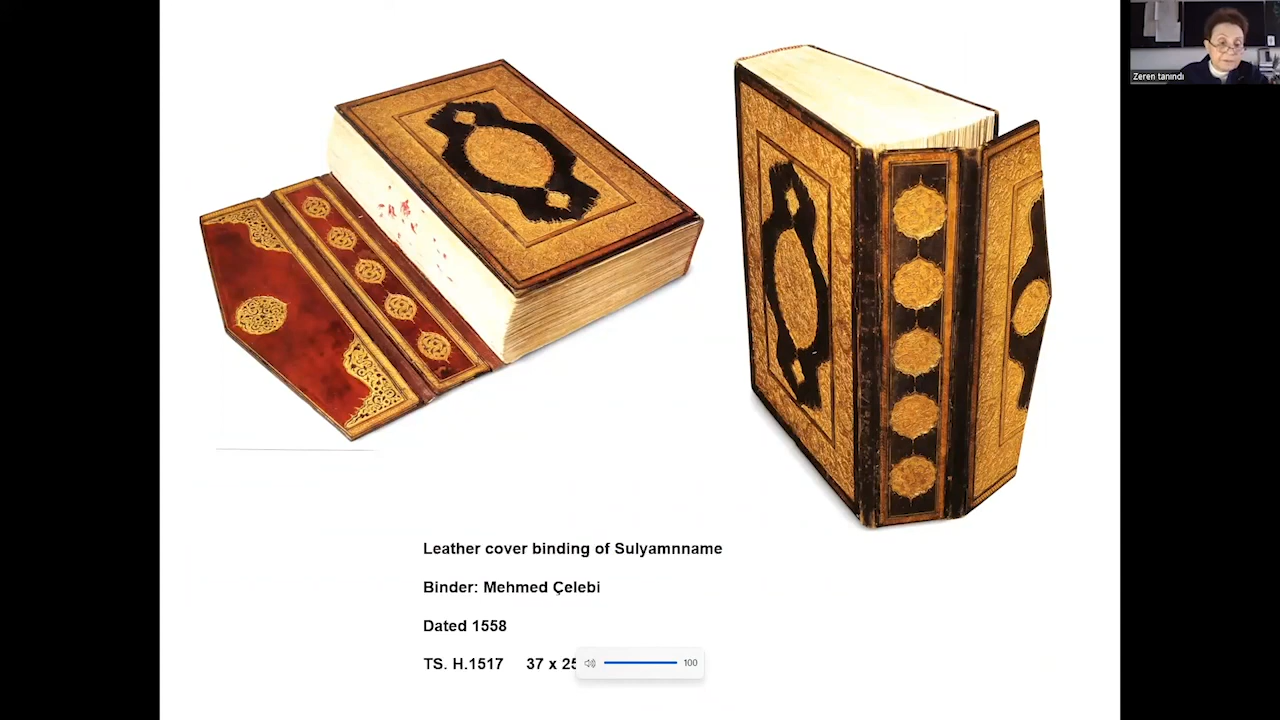 Leather cover binding of Sulyamnname
Binder: Mehmed Çelebi
Dated 1558
TS. H.1517 37 x 25
100
Zeren tanındı